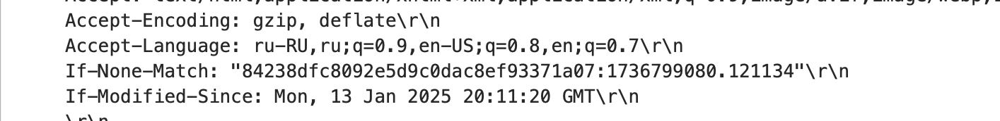 Accept: text/html,application/xhtml+xml,application/xml;q=0.9,image/avif,image/webp,
Accept-Encoding: gzip, deflate\r\n
Accept-Language: ru-RU,ru;q=0.9,en-US;q=0.8,en;q=0.7\r\n
If-None-Match: "84238dfc8092e5d9c0dac8ef93371a07:1736799080.121134"\r\n
If-Modified-Since: Mon, 13 Jan 2025 20:11:20 GMT\r\n
\r\n